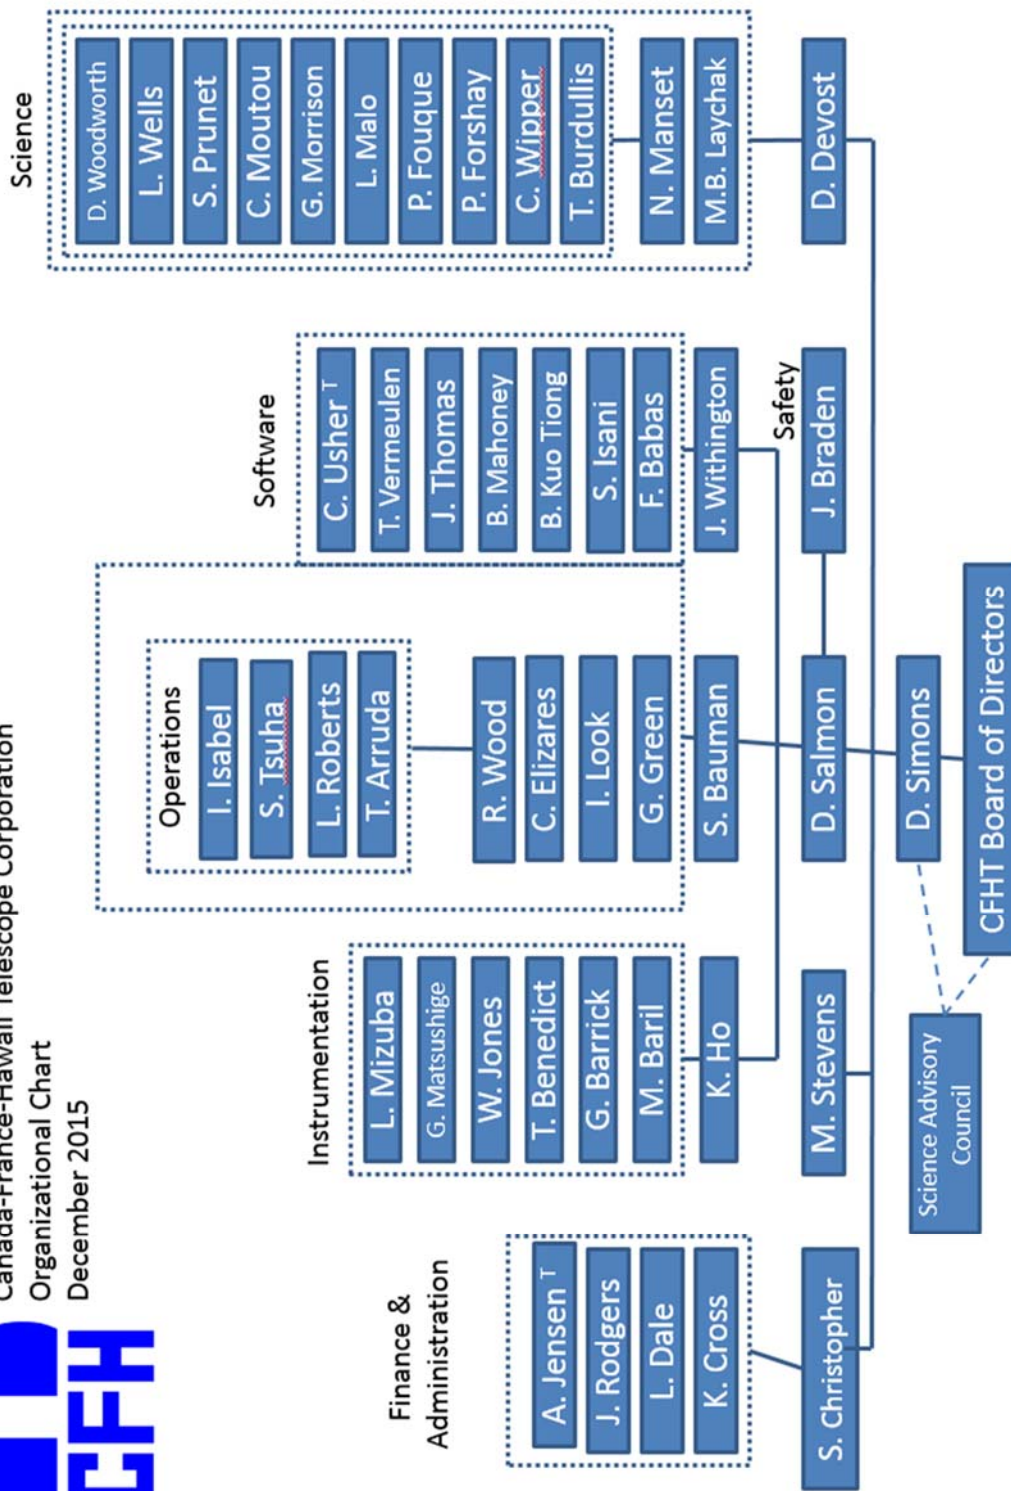 Canada-France-Hawaii Telescope Corporation
Organizational Chart
December 2015
CFH
Finance &
Administration
A. Jensen T
J. Rodgers
L. Dale
K. Cross
S. Christopher
Instrumentation
L. Mizuba
G. Matsushige
W. Jones
T. Benedict
G. Barrick
M. Baril
K. Ho
M. Stevens
Science Advisory
Council
Operations
I. Isabel
S. Tsuha
L. Roberts
T. Arruda
R. Wood
C. Elizares
I. Look
G. Green
S. Bauman
D. Salmon
D. Simons
CFHT Board of Directors
Software
C. Usher T
T. Vermeulen
J. Thomas
B. Mahoney
B. Kuo Tiong
S. Isani
F. Babas
J. Withington
Safety
J. Braden
Science
D. Woodworth
L. Wells
S. Prunet
C. Moutou
G. Morrison
L. Malo
P. Fouque
P. Forshay
C. Wipper
T. Burdullis
N. Manset
M.B. Laychak
D. Devost